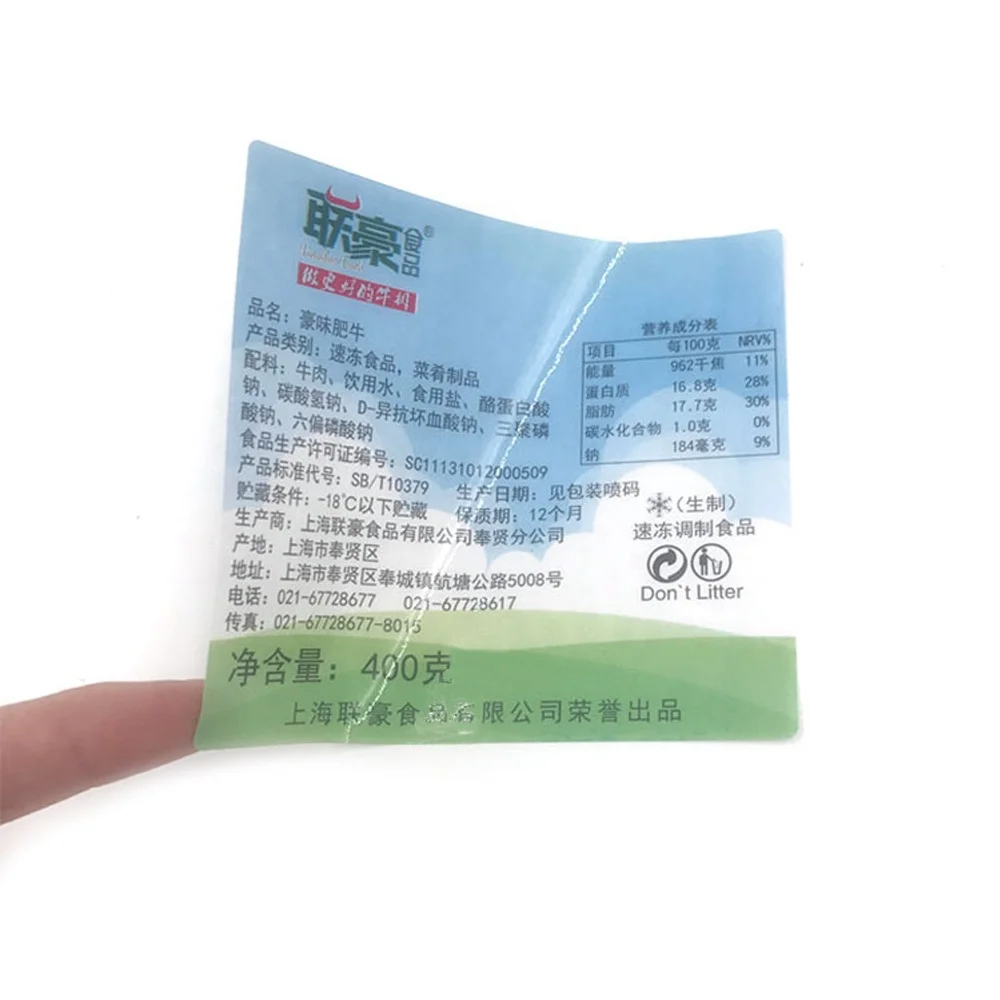 联豪食品®
做更好的牛排
品名：豪味肥牛
产品类别：速冻食品，菜肴制品
配料：牛肉、饮用水、食用盐、酪蛋白酸
钠、碳酸氢钠、D-异抗坏血酸钠、三聚磷
酸钠、六偏磷酸钠
食品生产许可证编号：SC11131012000509
产品标准代号：SB/T10379 生产日期：见包装喷码
贮藏条件：-18℃以下贮藏 保质期：12个月
生产商：上海联豪食品有限公司奉贤分公司
产地：上海市奉贤区
地址：上海市奉贤区奉城镇航塘公路5008号
电话：021-67728677 021-67728617
传真：021-67728677-8015
净含量：400克
上海联豪食品有限公司荣誉出品
营养成分表
项目 每100克 NRV%
能量 962千焦 11%
蛋白质 16.8克 28%
脂肪 17.7克 30%
碳水化合物 1.0克 0%
钠 184毫克 9%
(生制)
速冻调制食品
Don`t Litter